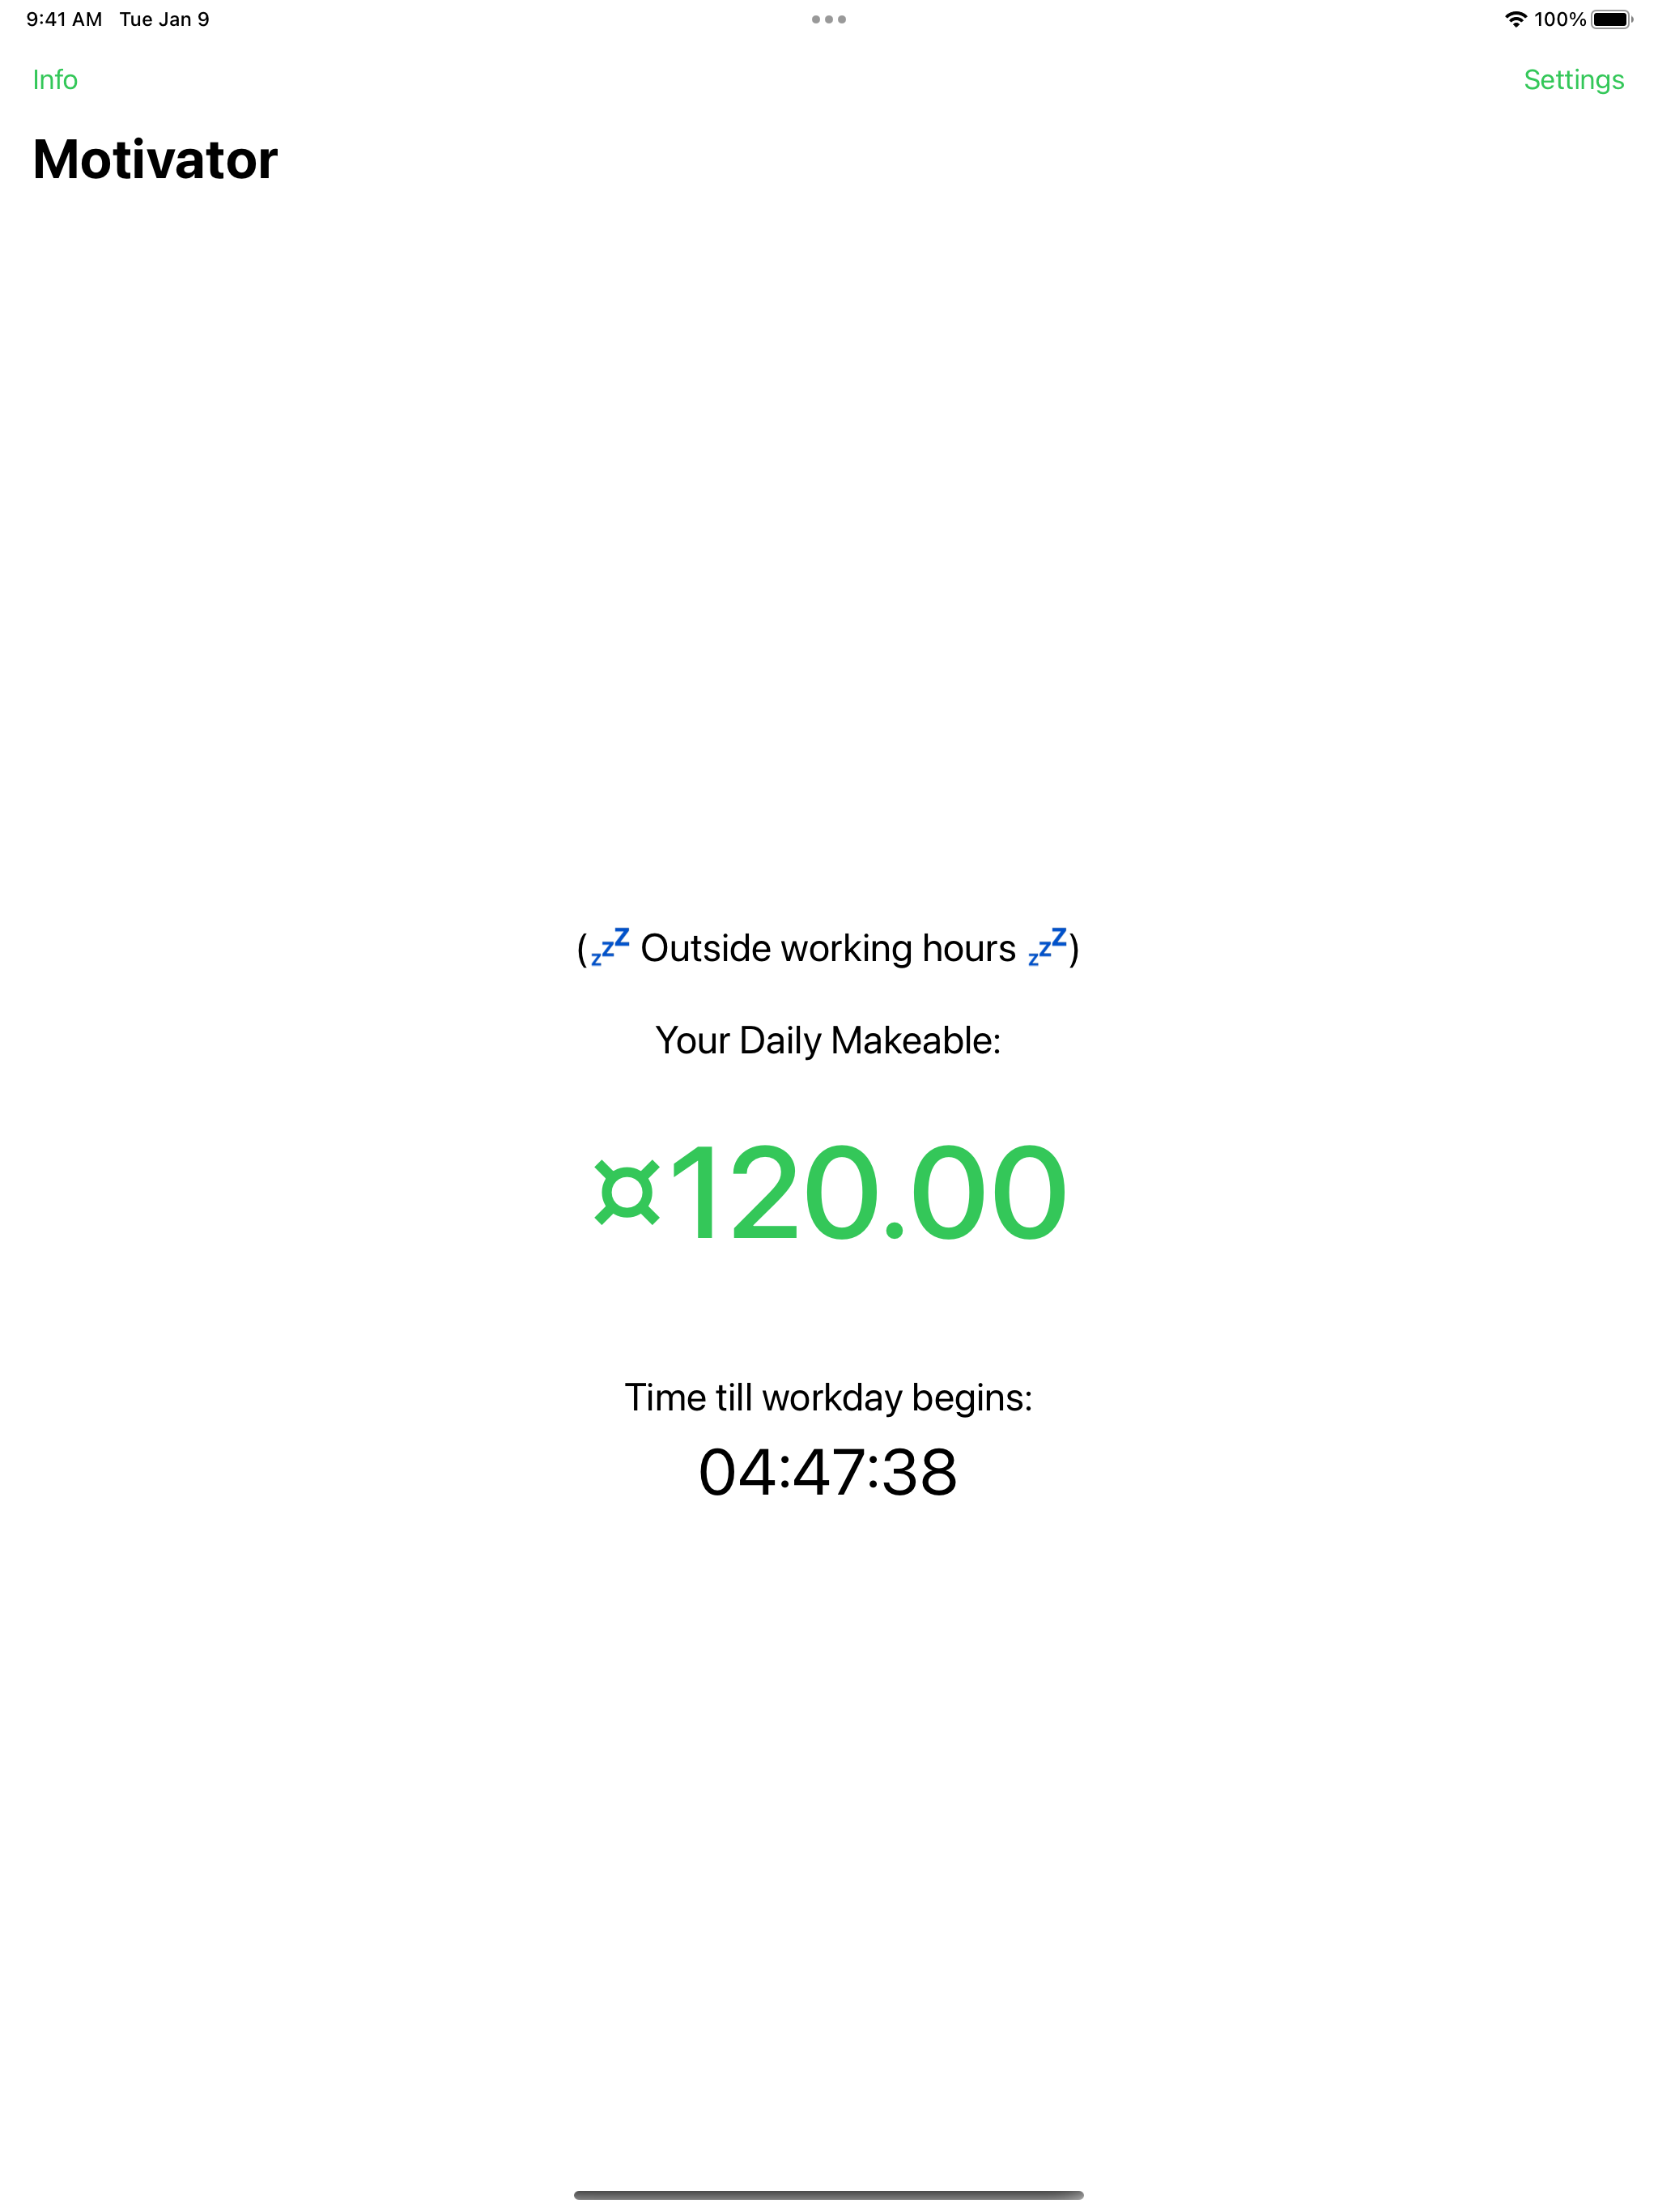 9:41 AM Tue Jan 9
100%
Info
Settings
Motivator
(💤 Outside working hours 💤)
Your Daily Makeable:
¤120.00
Time till workday begins:
04:47:38